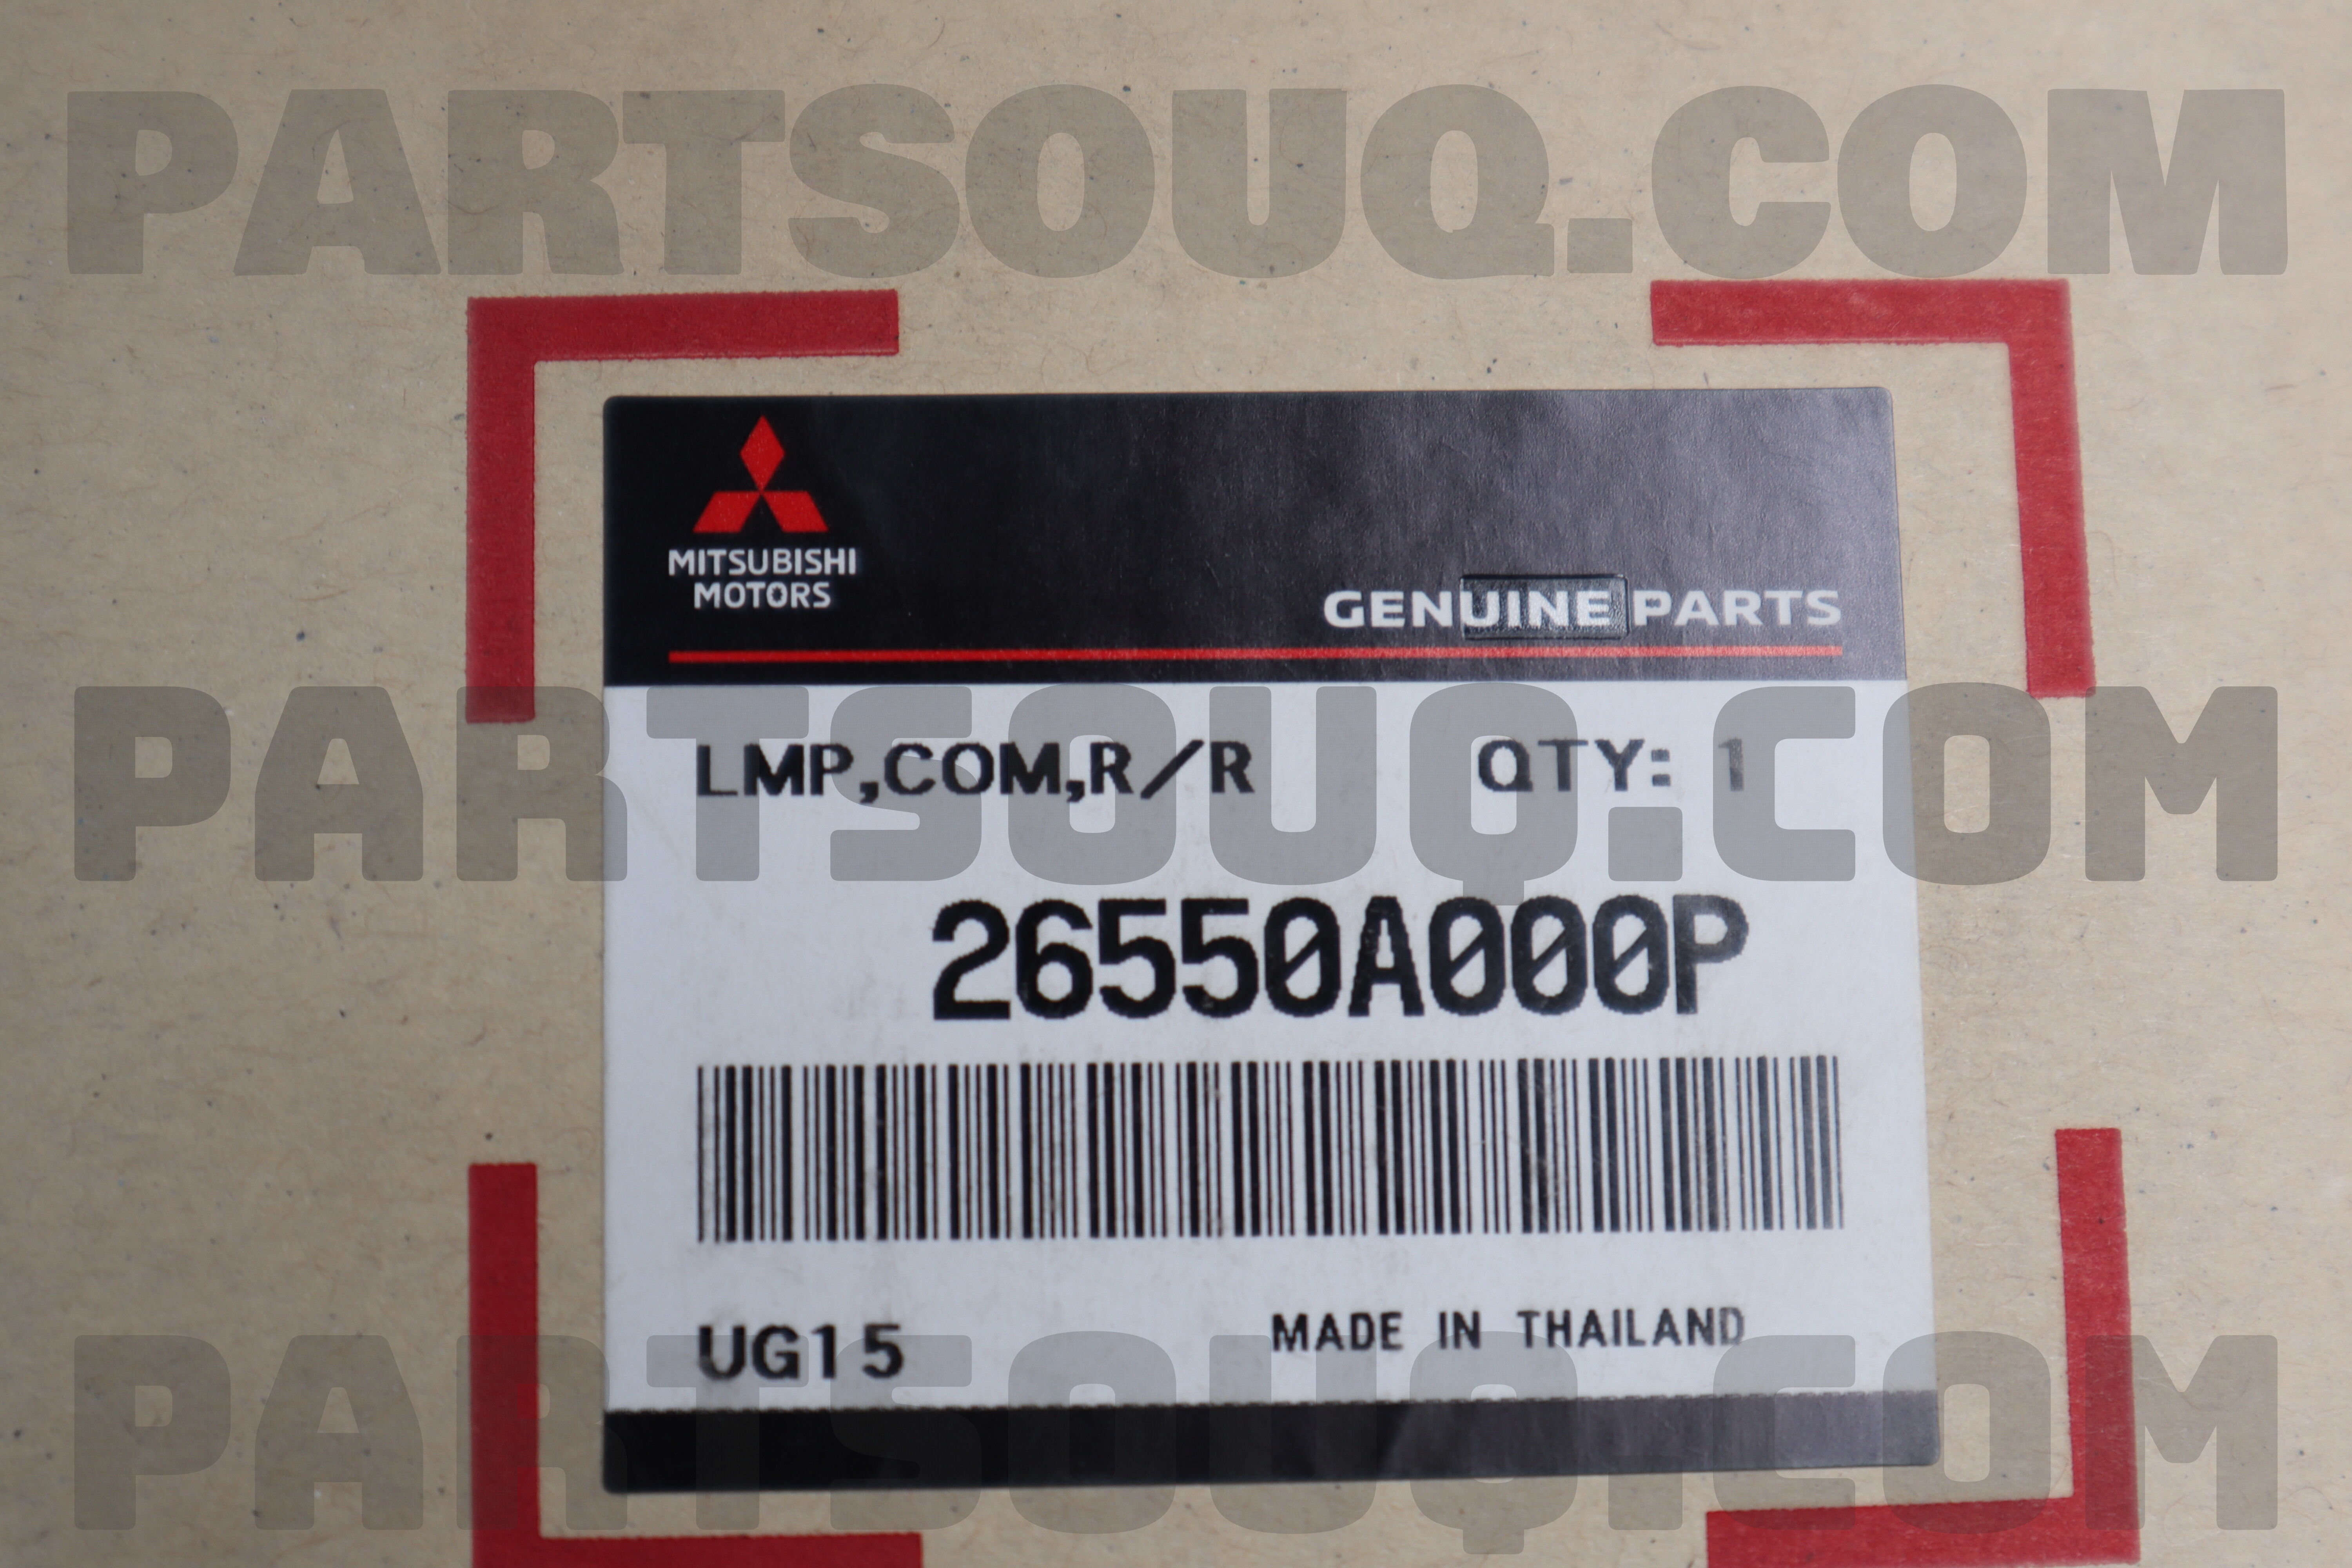 PARTSOUQ.COM
MITSUBISHI
MOTORS
GENUINE PARTS
PARTSOUQ.COM
LMP,COM,R/R QTY: 1
26550A000P
UG15 MADE IN THAILAND
PARTSOUQ.COM